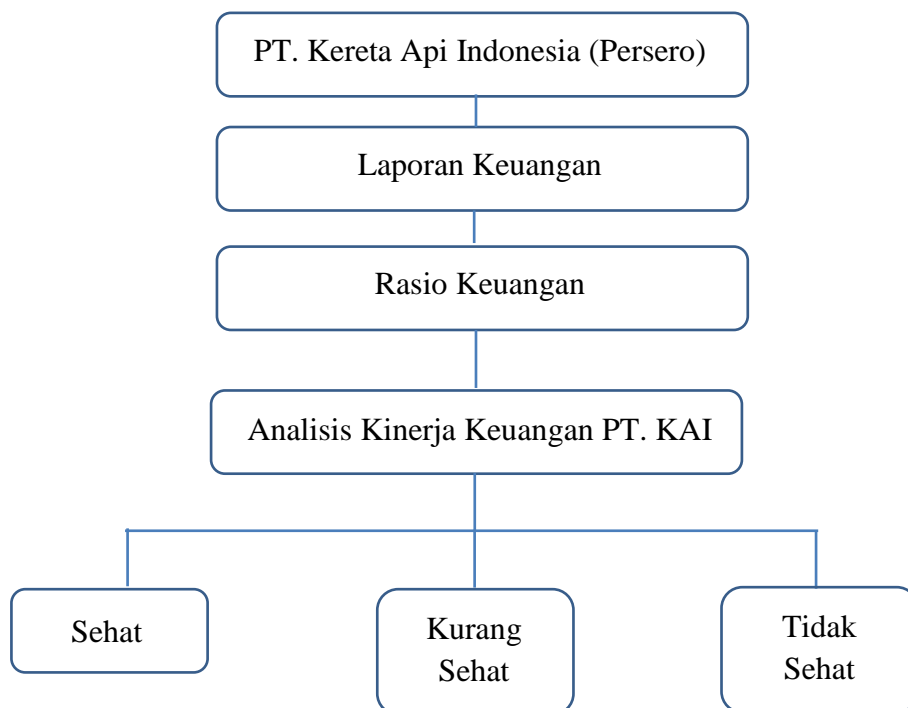 PT. Kereta Api Indonesia (Persero)
Laporan Keuangan
Rasio Keuangan
Analisis Kinerja Keuangan PT. KAI
Sehat
Kurang
Sehat
Tidak
Sehat